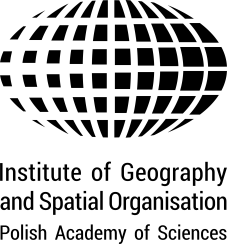 Institute of Geography
and Spatial Organisation
Polish Academy of Sciences